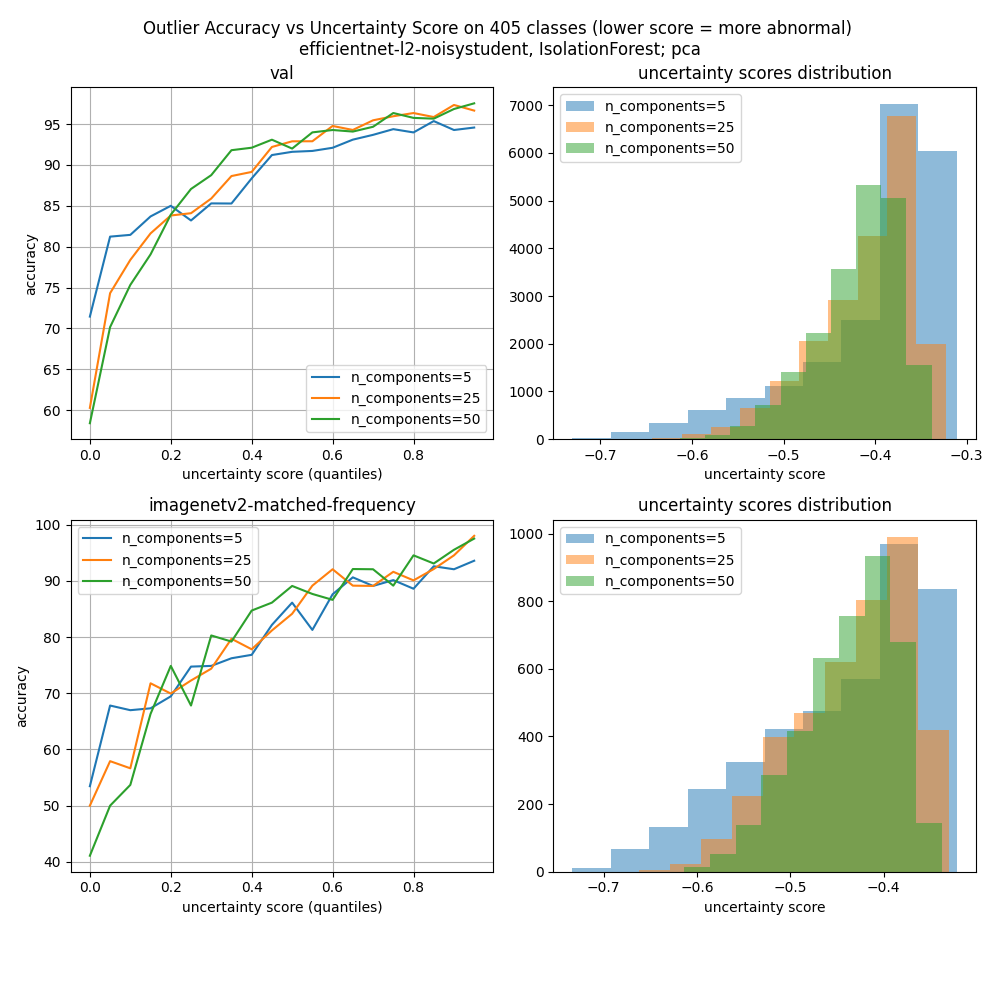 Outlier Accuracy vs Uncertainty Score on 405 classes (lower score = more abnormal)
efficientnet-l2-noisystudent, IsolationForest; pca
val
95
90
85
80
75
70
65
60
accuracy
n_components=5
n_components=25
n_components=50
0.0 0.2 0.4 0.6 0.8
uncertainty score (quantiles)
uncertainty scores distribution
n_components=5
n_components=25
n_components=50
7000
6000
5000
4000
3000
2000
1000
0
−0.7 −0.6 −0.5 −0.4 −0.3
uncertainty score
imagenetv2-matched-frequency
n_components=5
n_components=25
n_components=50
100
90
80
70
60
50
40
accuracy
0.0 0.2 0.4 0.6 0.8
uncertainty score (quantiles)
uncertainty scores distribution
n_components=5
n_components=25
n_components=50
1000
800
600
400
200
0
−0.7 −0.6 −0.5 −0.4
uncertainty score